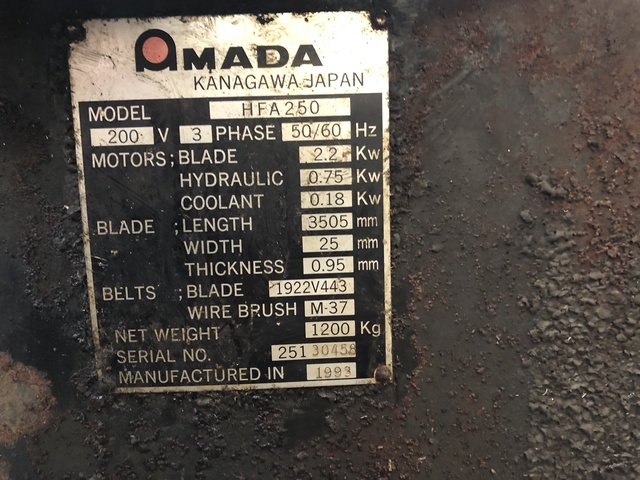 AMADA
KANAGAWA JAPAN
MODEL HFA250
200 V 3 PHASE 50/60 Hz
MOTORS; BLADE 2.2 Kw
HYDRAULIC 0.75 Kw
COOLANT 0.18 Kw
BLADE ; LENGTH 3505 mm
" WIDTH 25 mm
" THICKNESS 0.95 mm
BELTS ; BLADE 1922V443
WIRE BRUSH M-37
NET WEIGHT 1200 Kg
SERIAL NO. 251 30458
MANUFACTURED IN 1993